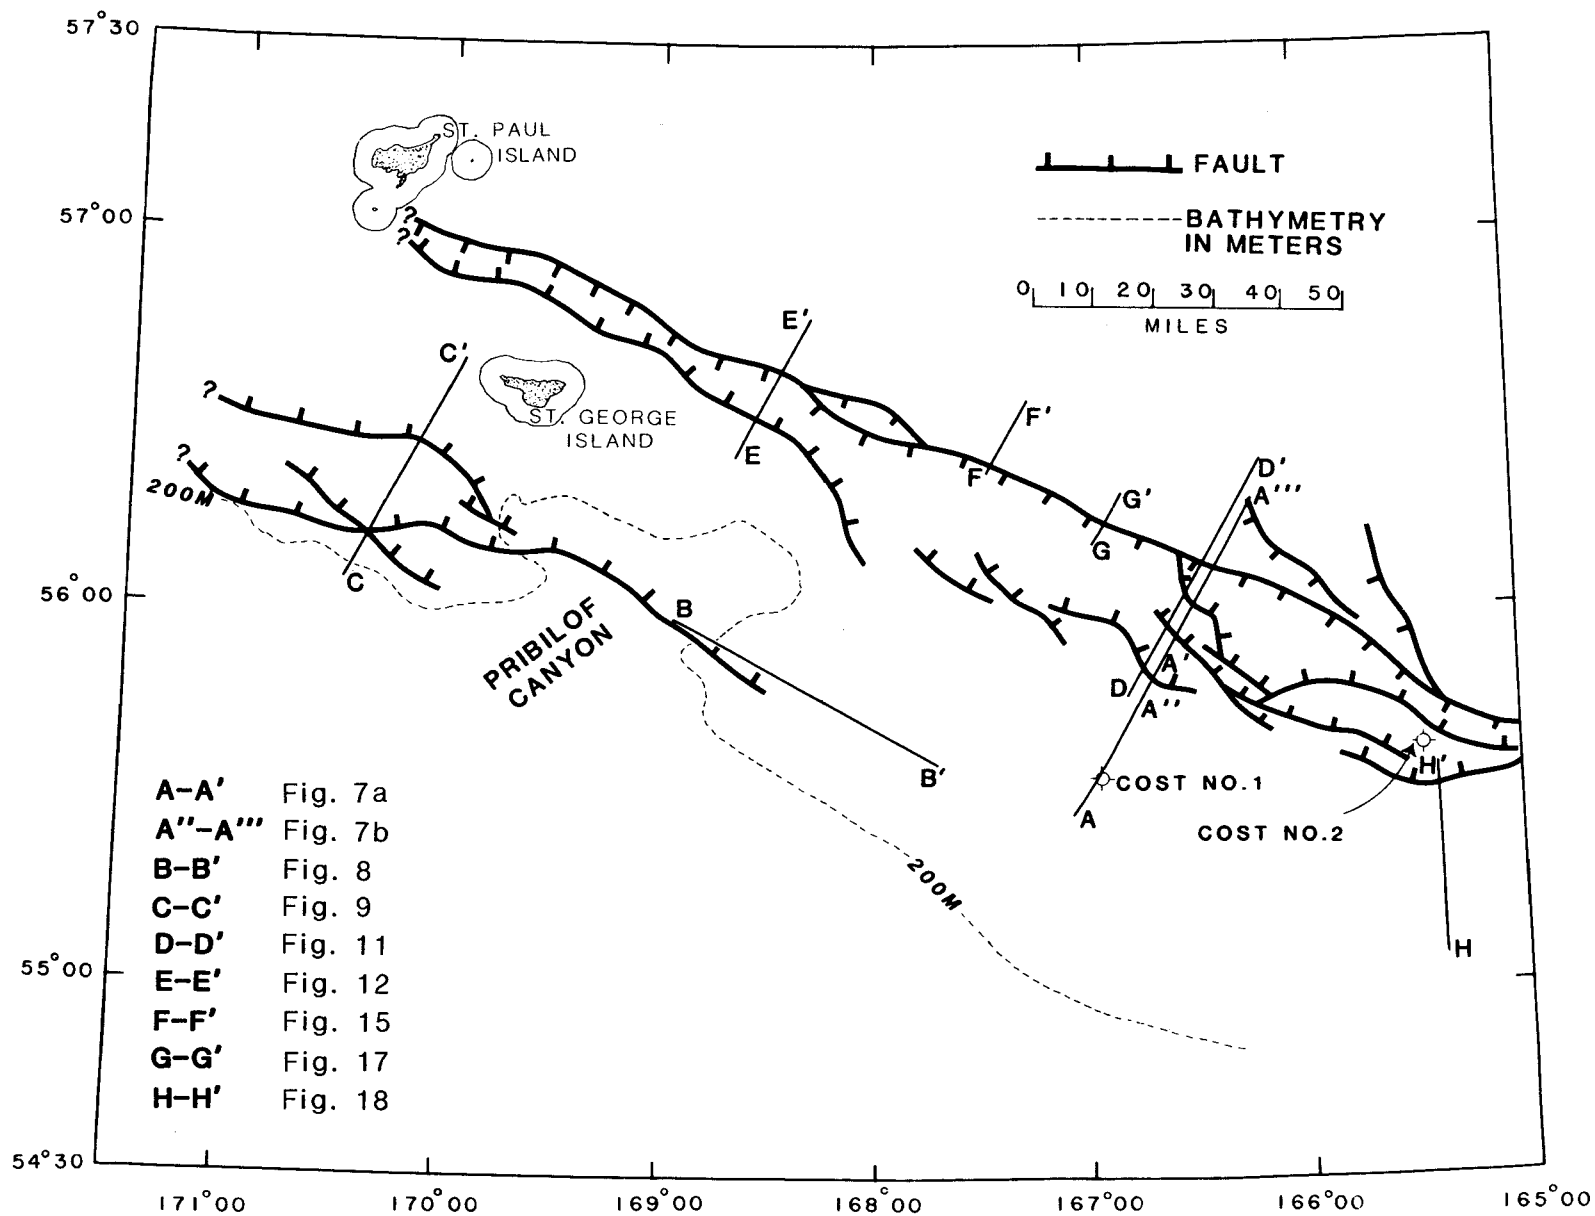 57°30
ST. PAUL
ISLAND
FAULT
57°00
?
?
BATHYMETRY
IN METERS
0 10 20 30 40 50
MILES
E'
C'
?
ST. GEORGE
ISLAND
F'
E
F
?
200M
D'
A'''
G'
G
C
56°00
B
PRIBILOF
CANYON
A'
D
A''
B'
H'
COST NO.1
A
COST NO.2
200M
H
A-A' Fig. 7a
A''-A''' Fig. 7b
B-B' Fig. 8
C-C' Fig. 9
D-D' Fig. 11
E-E' Fig. 12
F-F' Fig. 15
G-G' Fig. 17
H-H' Fig. 18
55°00
54°30
171°00 170°00 169°00 168°00 167°00 166°00 165°00